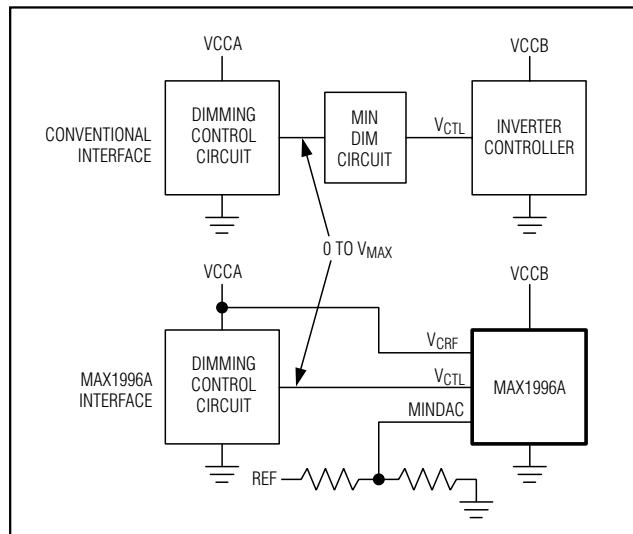 VCCA
VCCB
CONVENTIONAL
INTERFACE
DIMMING
CONTROL
CIRCUIT
MIN
DIM
CIRCUIT
VCTL
INVERTER
CONTROLLER
0 TO VMAX
VCCA
VCCB
MAX1996A
INTERFACE
DIMMING
CONTROL
CIRCUIT
VCRF
VCTL
MINDAC
MAX1996A
REF